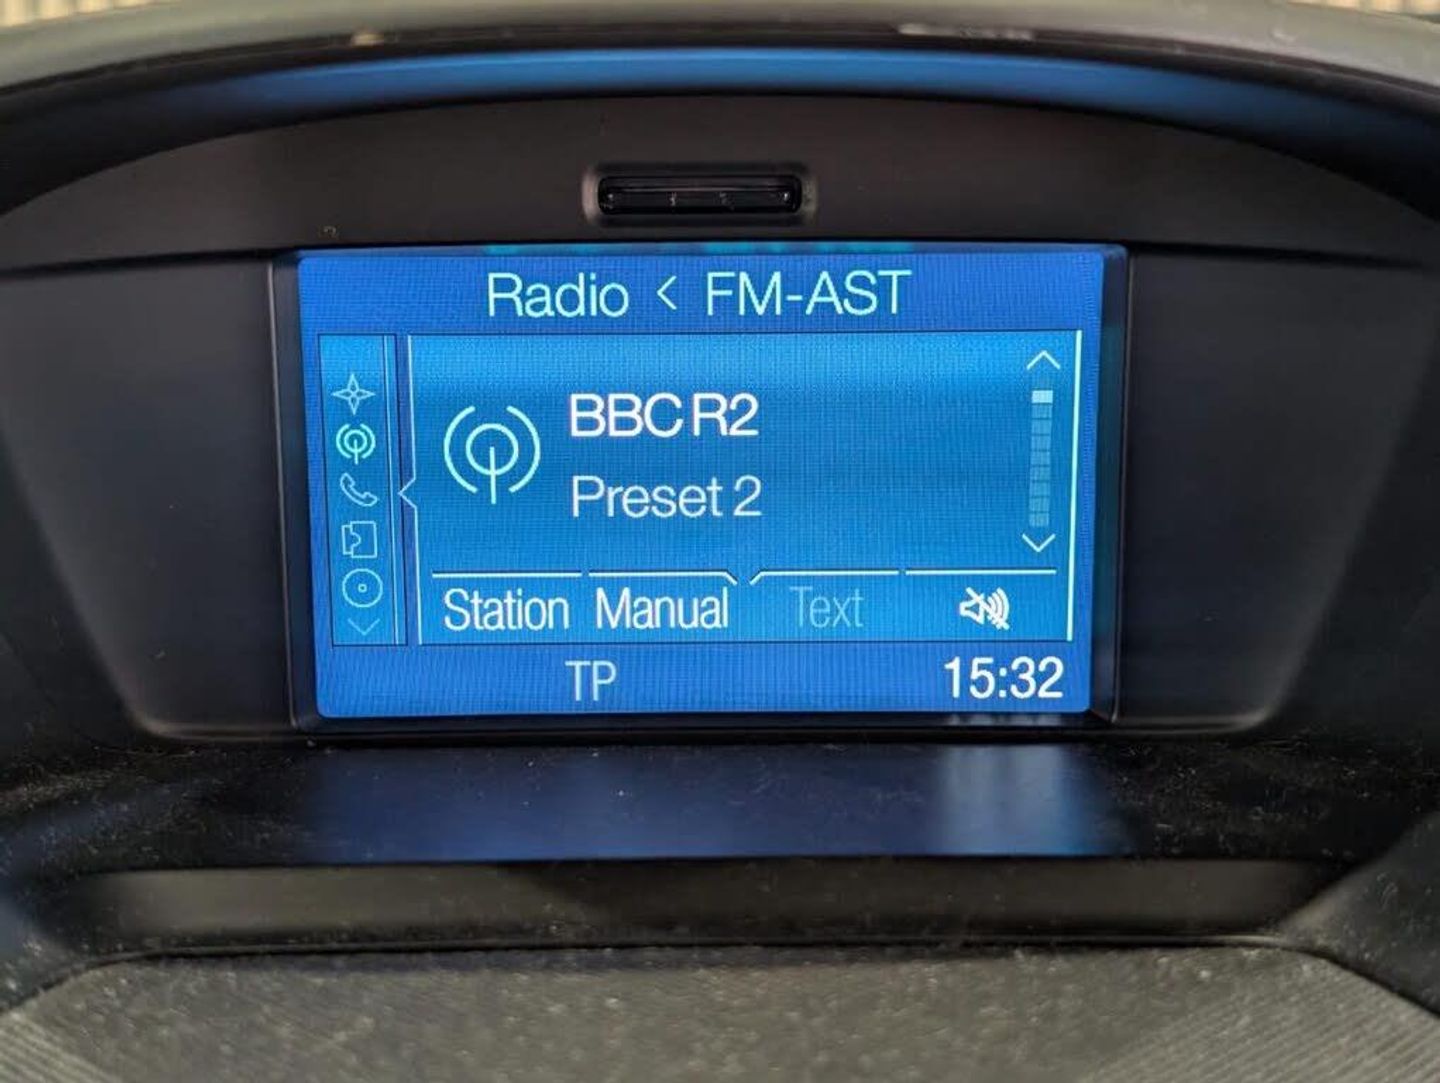 Radio < FM-AST
BBC R2
Preset 2
Station Manual Text
TP 15:32